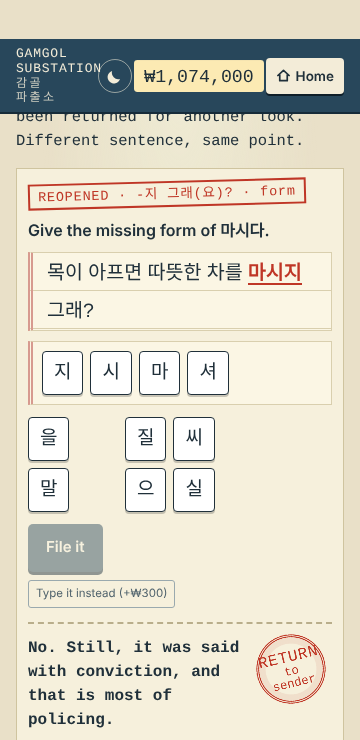 GAMGOL
SUBSTATION
감골
파출소
₩1,074,000
Home
been returned for another look.
Different sentence, same point.
REOPENED · -지 그래(요)? · form
Give the missing form of 마시다.
목이 아프면 따뜻한 차를 마시지
그래?
지 시 마 셔
을 질 씨
말 으 실
File it
Type it instead (+₩300)
No. Still, it was said
with conviction, and
that is most of
policing.
RETURN
to
sender